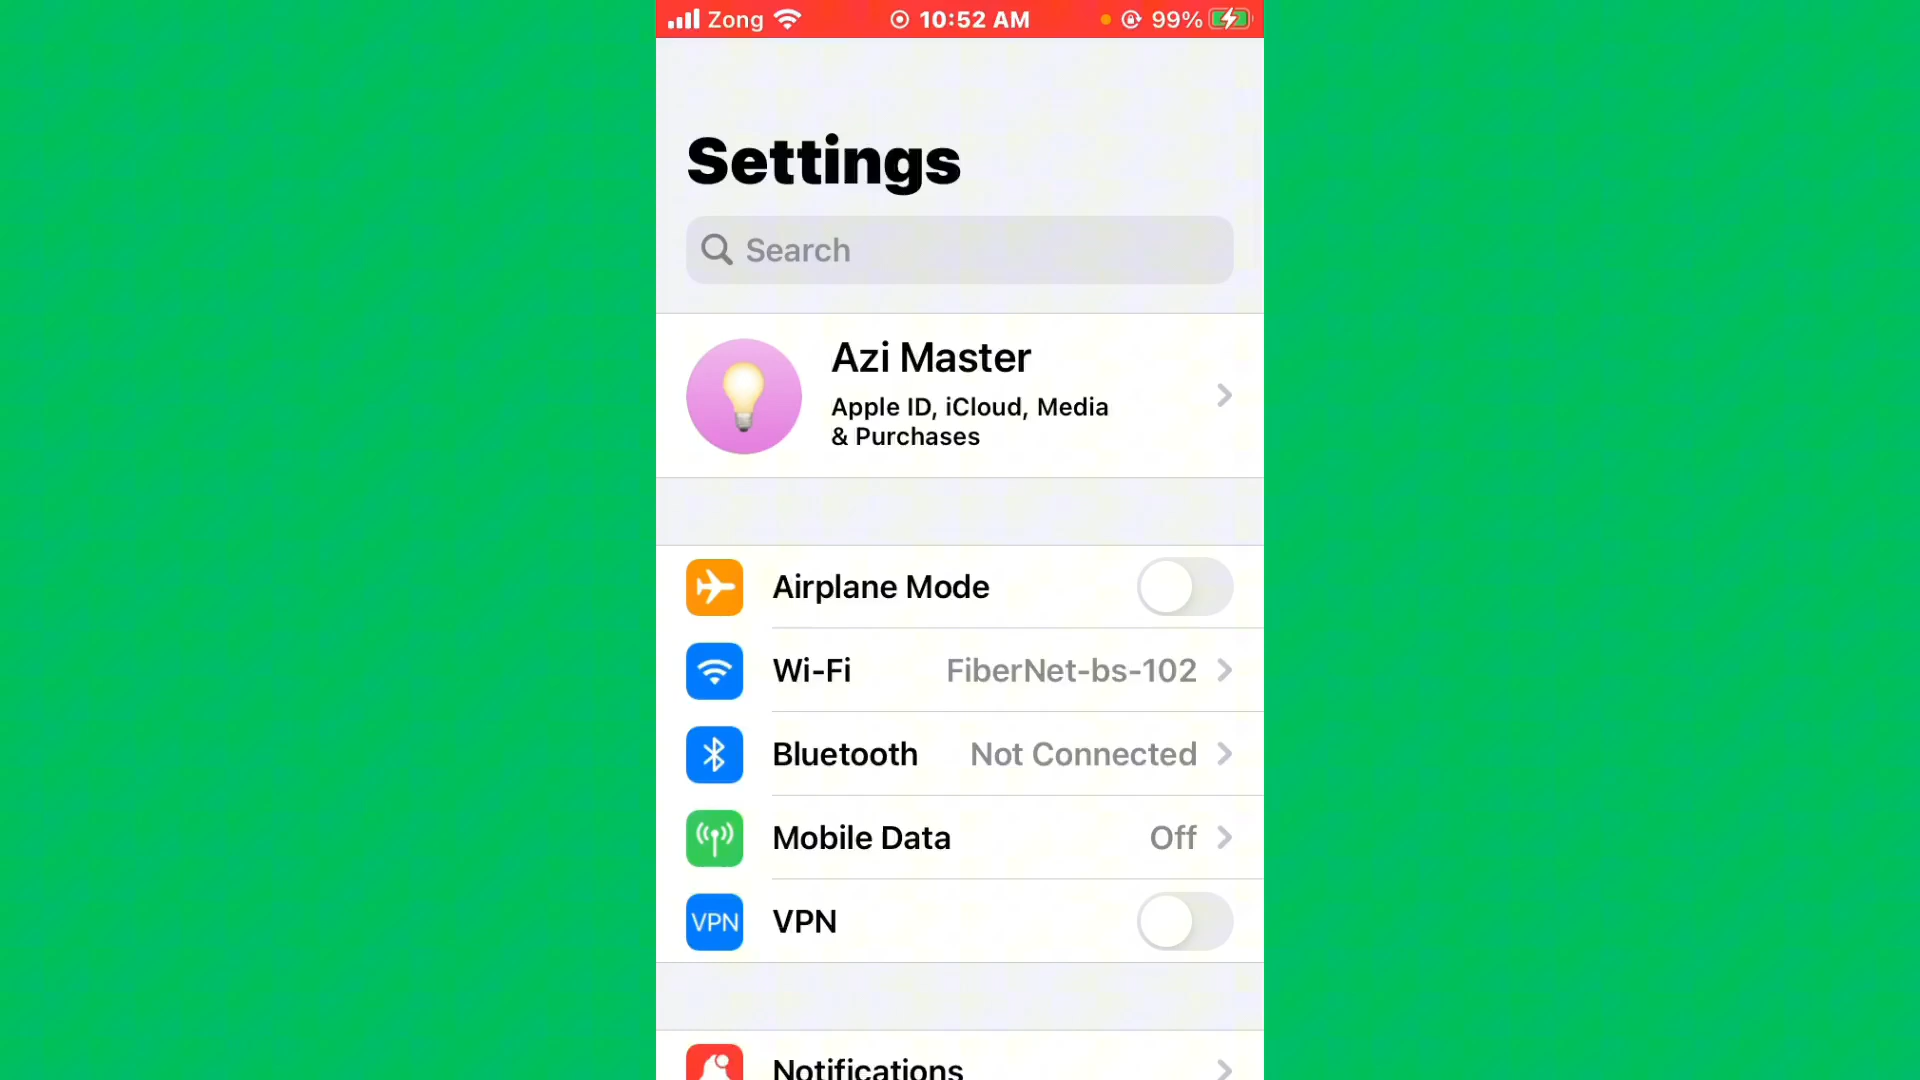 Zong 10:52 AM 99%
Settings
Search
Azi Master
Apple ID, iCloud, Media
& Purchases
Airplane Mode
Wi-Fi FiberNet-bs-102
Bluetooth Not Connected
Mobile Data Off
VPN VPN
Notifications